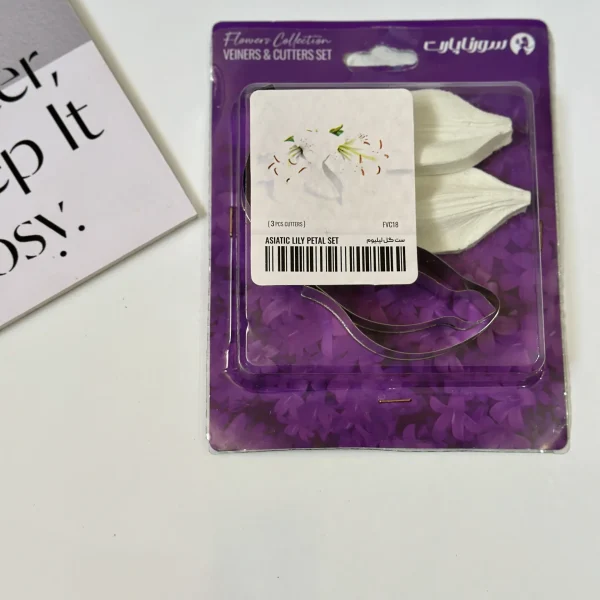 er,
ep It
osy.
Flowers Collection
VEINERS & CUTTERS SET
سورناپارت
( 3 PCS CUTTERS )
FVC18
ASIATIC LILY PETAL SET
ست گل لیلیوم